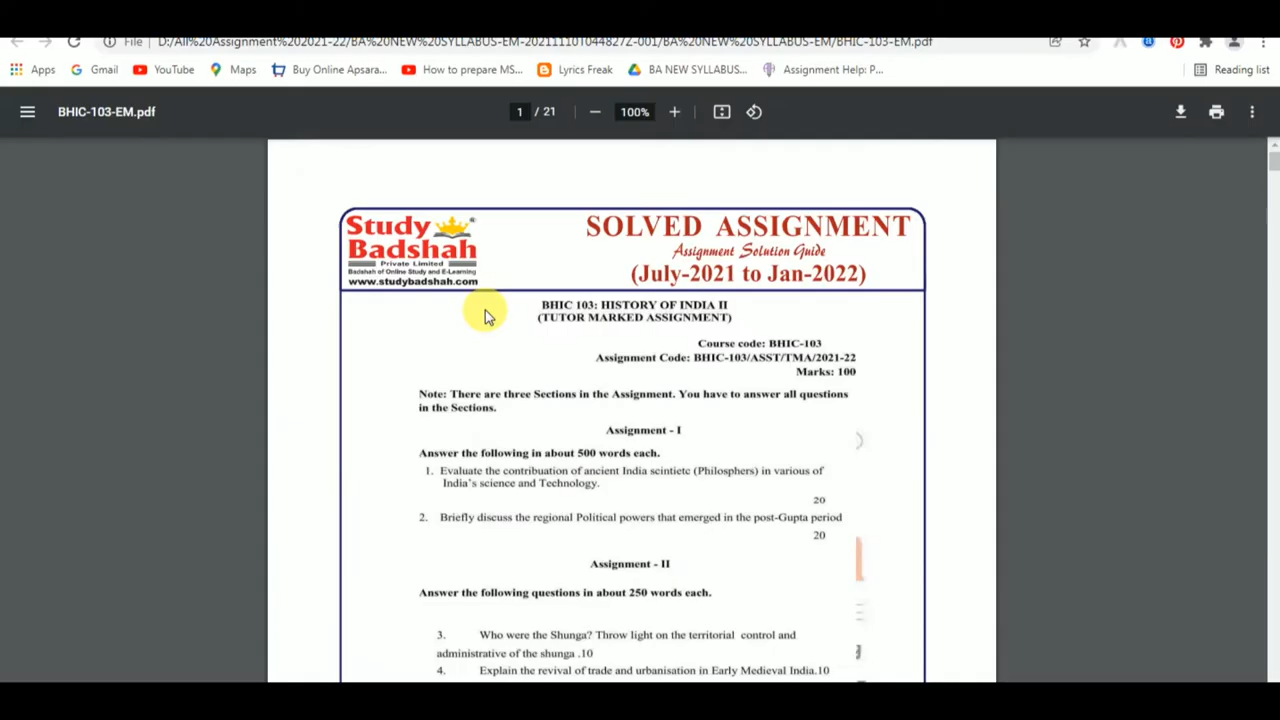 File D:/All%20Assignment%202021-22/BA%20NEW%20SYLLABUS-EM-20211110T044827Z-001/BA%20NEW%20SYLLABUS-EM/BHIC-103-EM.pdf
Apps Gmail YouTube Maps Buy Online Apsara... How to prepare MS... Lyrics Freak BA NEW SYLLABUS... Assignment Help: P... Reading list
BHIC-103-EM.pdf 1 / 21 100%
Study Badshah
Private Limited
Badshah of Online Study and E-Learning
www.studybadshah.com
SOLVED ASSIGNMENT
Assignment Solution Guide
(July-2021 to Jan-2022)
BHIC 103: HISTORY OF INDIA II
(TUTOR MARKED ASSIGNMENT)
Course code: BHIC-103
Assignment Code: BHIC-103/ASST/TMA/2021-22
Marks: 100
Note: There are three Sections in the Assignment. You have to answer all questions
in the Sections.
Assignment - I
Answer the following in about 500 words each.
1. Evaluate the contribuation of ancient India scintietc (Philosphers) in various of
India's science and Technology.
20
2. Briefly discuss the regional Political powers that emerged in the post-Gupta period
20
Assignment - II
Answer the following questions in about 250 words each.
3. Who were the Shunga? Throw light on the territorial control and
administrative of the shunga .10
4. Explain the revival of trade and urbanisation in Early Medieval India.10